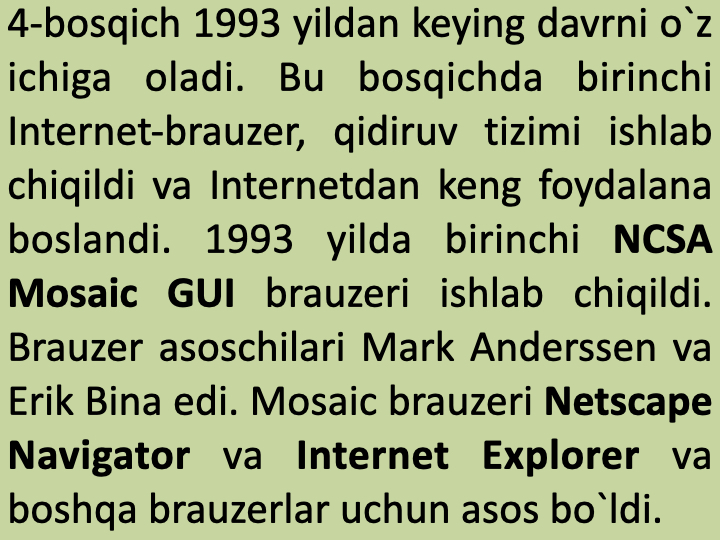 4-bosqich 1993 yildan keying davrni o`z
ichiga oladi. Bu bosqichda birinchi
Internet-brauzer, qidiruv tizimi ishlab
chiqildi va Internetdan keng foydalana
boslandi. 1993 yilda birinchi NCSA
Mosaic GUI brauzeri ishlab chiqildi.
Brauzer asoschilari Mark Anderssen va
Erik Bina edi. Mosaic brauzeri Netscape
Navigator va Internet Explorer va
boshqa brauzerlar uchun asos bo`ldi.